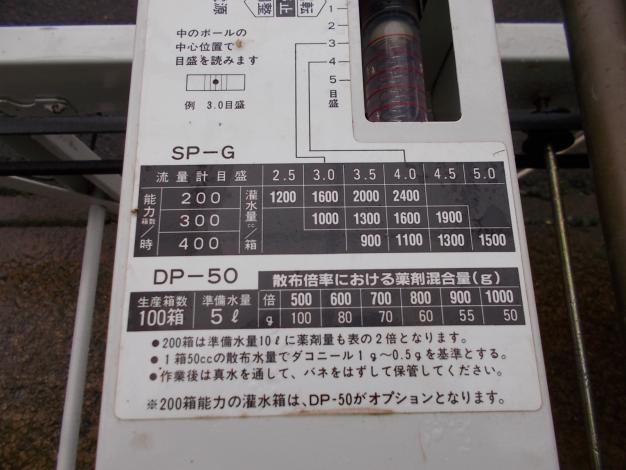 源
整
止
転
中のボールの
中心位置で
目盛を読みます
例 3.0目盛
1
2
3
4
5
目盛
SP-G
流量計目盛 2.5 3.0 3.5 4.0 4.5 5.0
能力箱数/時 200 灌水量cc/箱 1200 1600 2000 2400
300 1000 1300 1600 1900
400 900 1100 1300 1500
DP-50 散布倍率における薬剤混合量(g)
生産箱数 準備水量 倍 500 600 700 800 900 1000
100箱 5ℓ g 100 80 70 60 55 50
●200箱は準備水量10ℓに薬剤量も表の2倍となります。
●1箱50ccの散布水量でダコニール1g〜0.5gを基準とする。
●作業後は真水を通して、バネをはずして保管してください。
※200箱能力の灌水箱は、DP-50がオプションとなります。